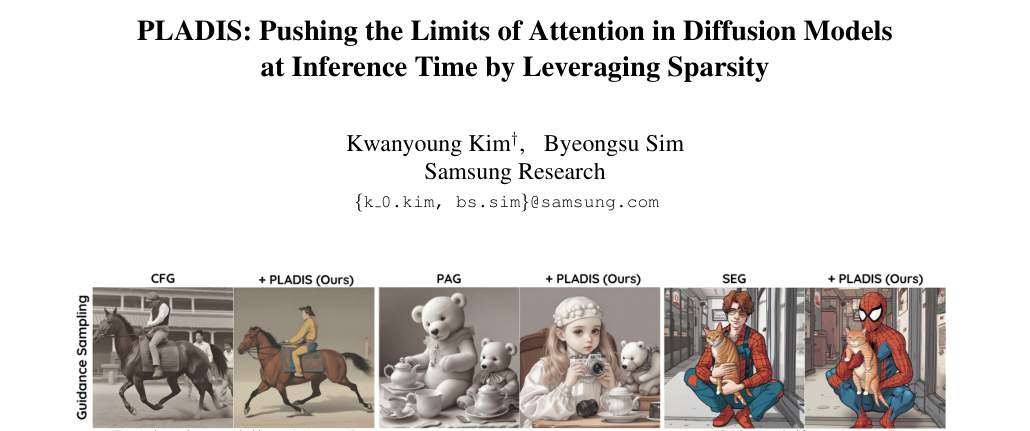 PLADIS: Pushing the Limits of Attention in Diffusion Models
at Inference Time by Leveraging Sparsity
Kwanyoung Kim†, Byeongsu Sim
Samsung Research
{k_0.kim, bs.sim}@samsung.com
CFG + PLADIS (Ours) PAG + PLADIS (Ours) SEG + PLADIS (Ours)
Guidance Sampling